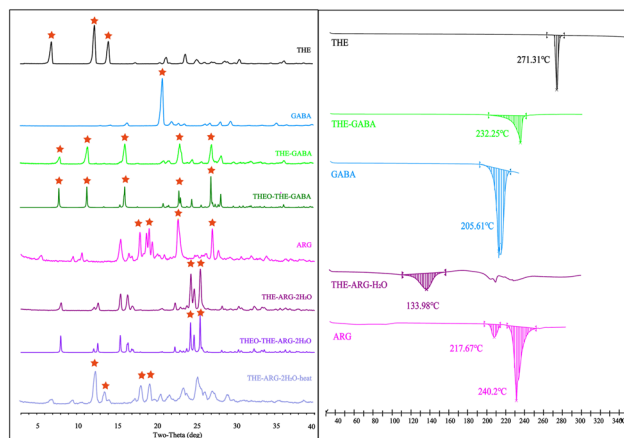 THE
GABA
THE-GABA
THEO-THE-GABA
ARG
THE-ARG-2H₂O
THEO-THE-ARG-2H₂O
THE-ARG-2H₂O-heat
5 10 15 20 25 30 35 40
Two-Theta (deg)
THE
271.31℃
THE-GABA
232.25℃
GABA
205.61℃
THE-ARG-H₂O
133.98℃
ARG
217.67℃
240.2℃
30 40 60 80 100 120 140 160 180 200 220 240 260 280 300 340